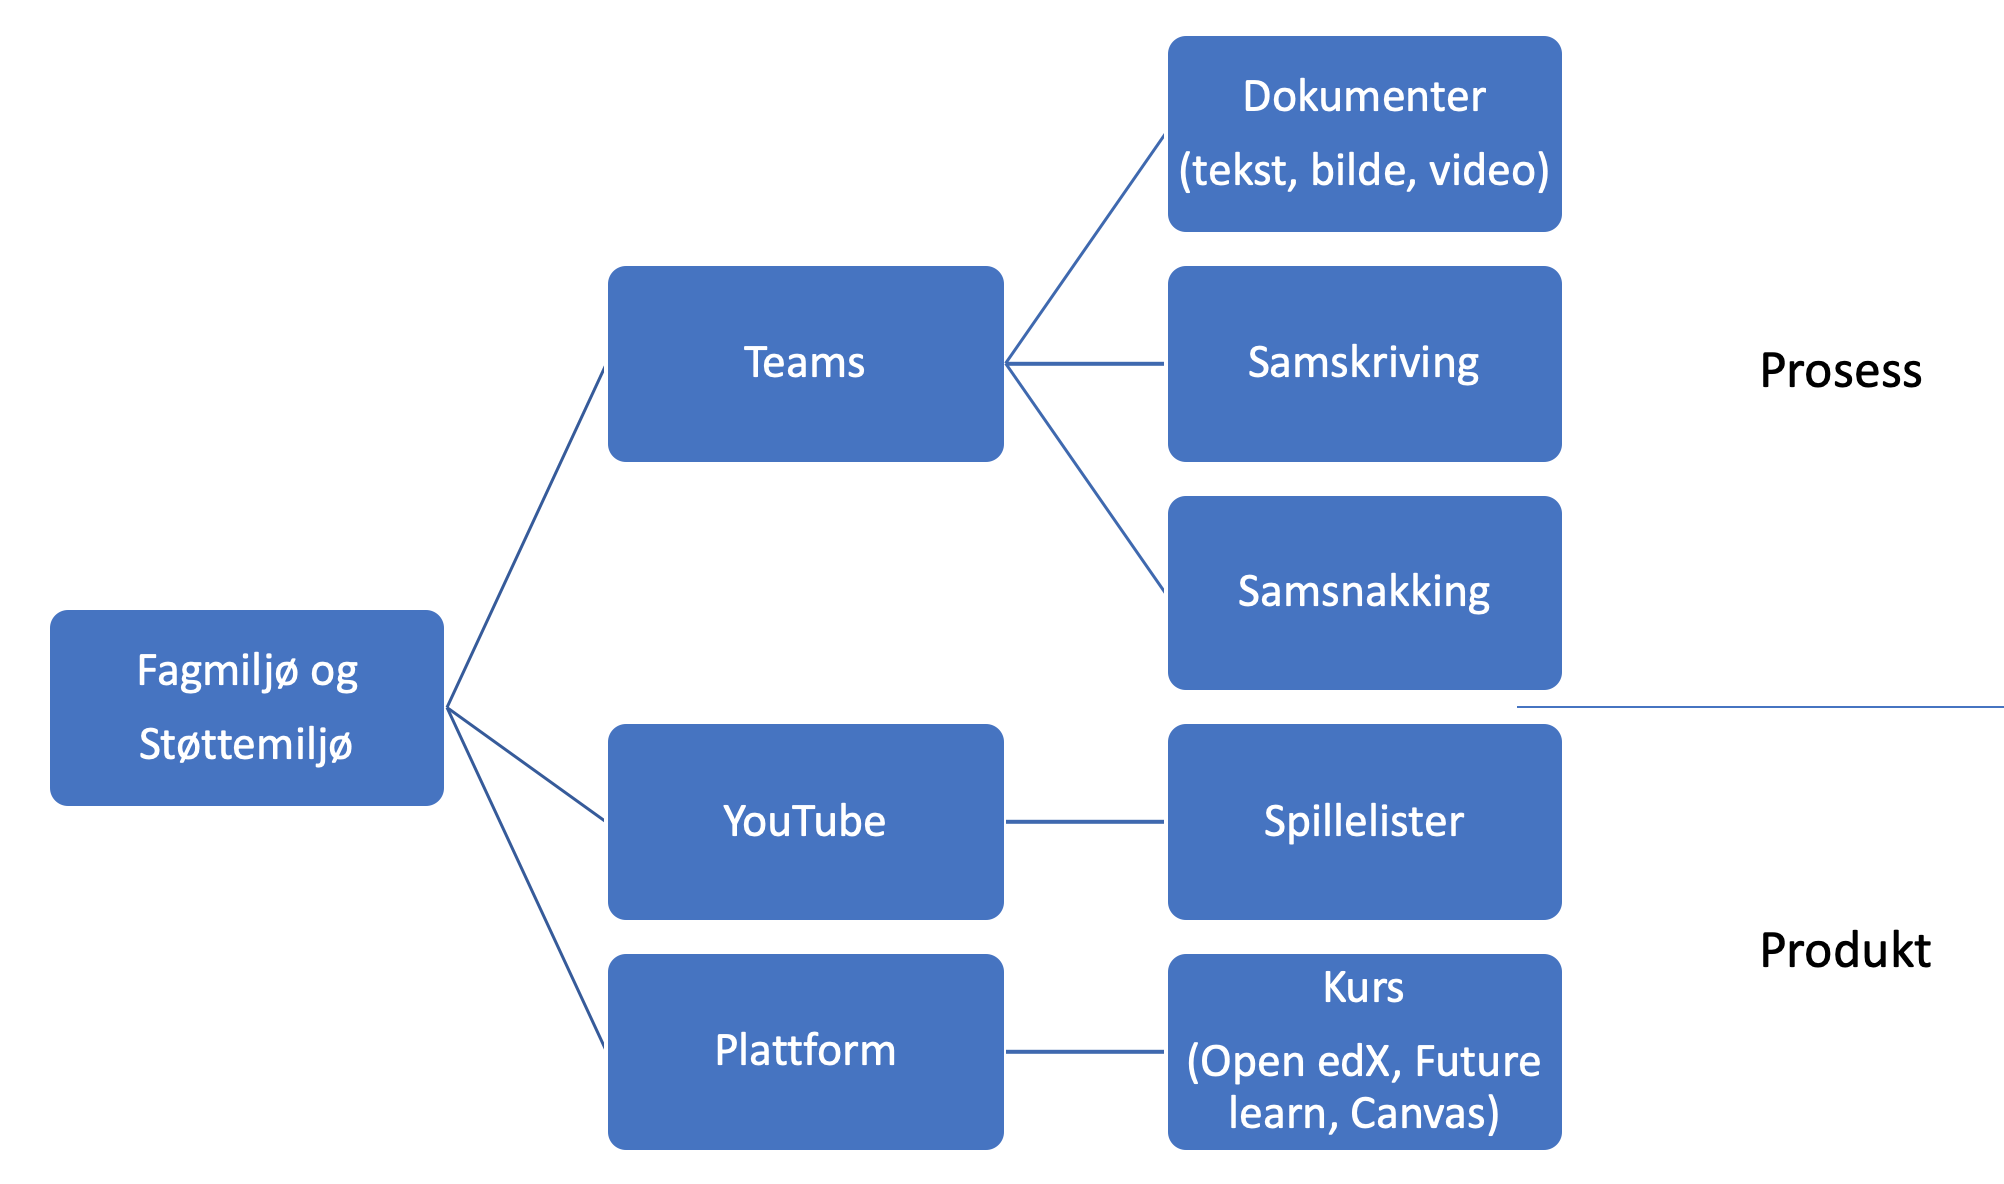 Fagmiljø og
Støttemiljø
Teams
Dokumenter
(tekst, bilde, video)
Samskriving
Samsnakking
Prosess
YouTube
Spillelister
Plattform
Kurs
(Open edX, Future
learn, Canvas)
Produkt